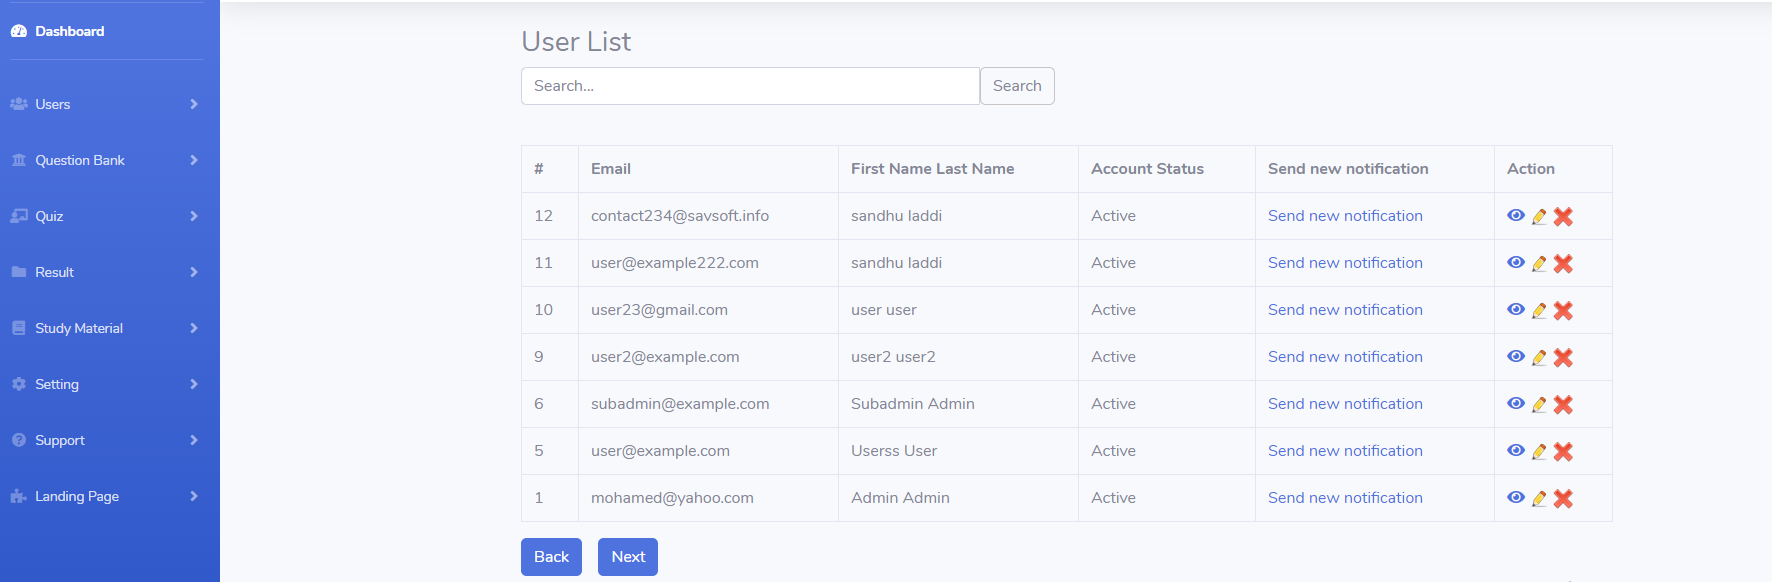 Dashboard
Users
Question Bank
Quiz
Result
Study Material
Setting
Support
Landing Page
User List
Search... Search
# Email First Name Last Name Account Status Send new notification Action
12 contact234@savsoft.info sandhu laddi Active Send new notification
11 user@example222.com sandhu laddi Active Send new notification
10 user23@gmail.com user user Active Send new notification
9 user2@example.com user2 user2 Active Send new notification
6 subadmin@example.com Subadmin Admin Active Send new notification
5 user@example.com Userss User Active Send new notification
1 mohamed@yahoo.com Admin Admin Active Send new notification
Back Next